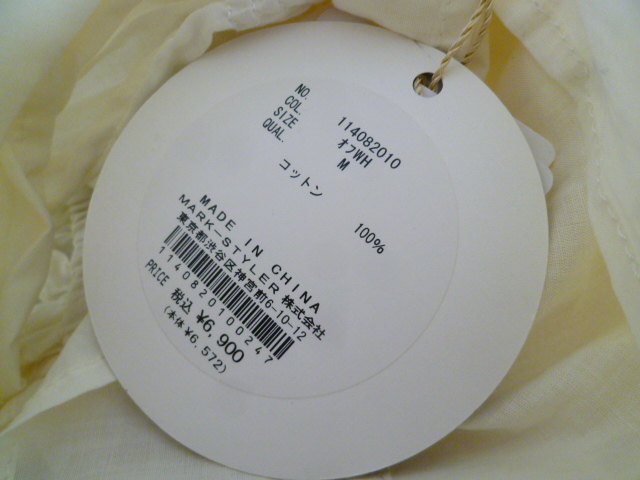 NO. 114082010
COL. ｵﾌWH
SIZE M
QUAL.
コットン 100%
MADE IN CHINA
MARK-STYLER 株式会社
東京都渋谷区神宮前6-10-12
1140820100247
PRICE 税込 ¥6,900
(本体 ¥6,572)